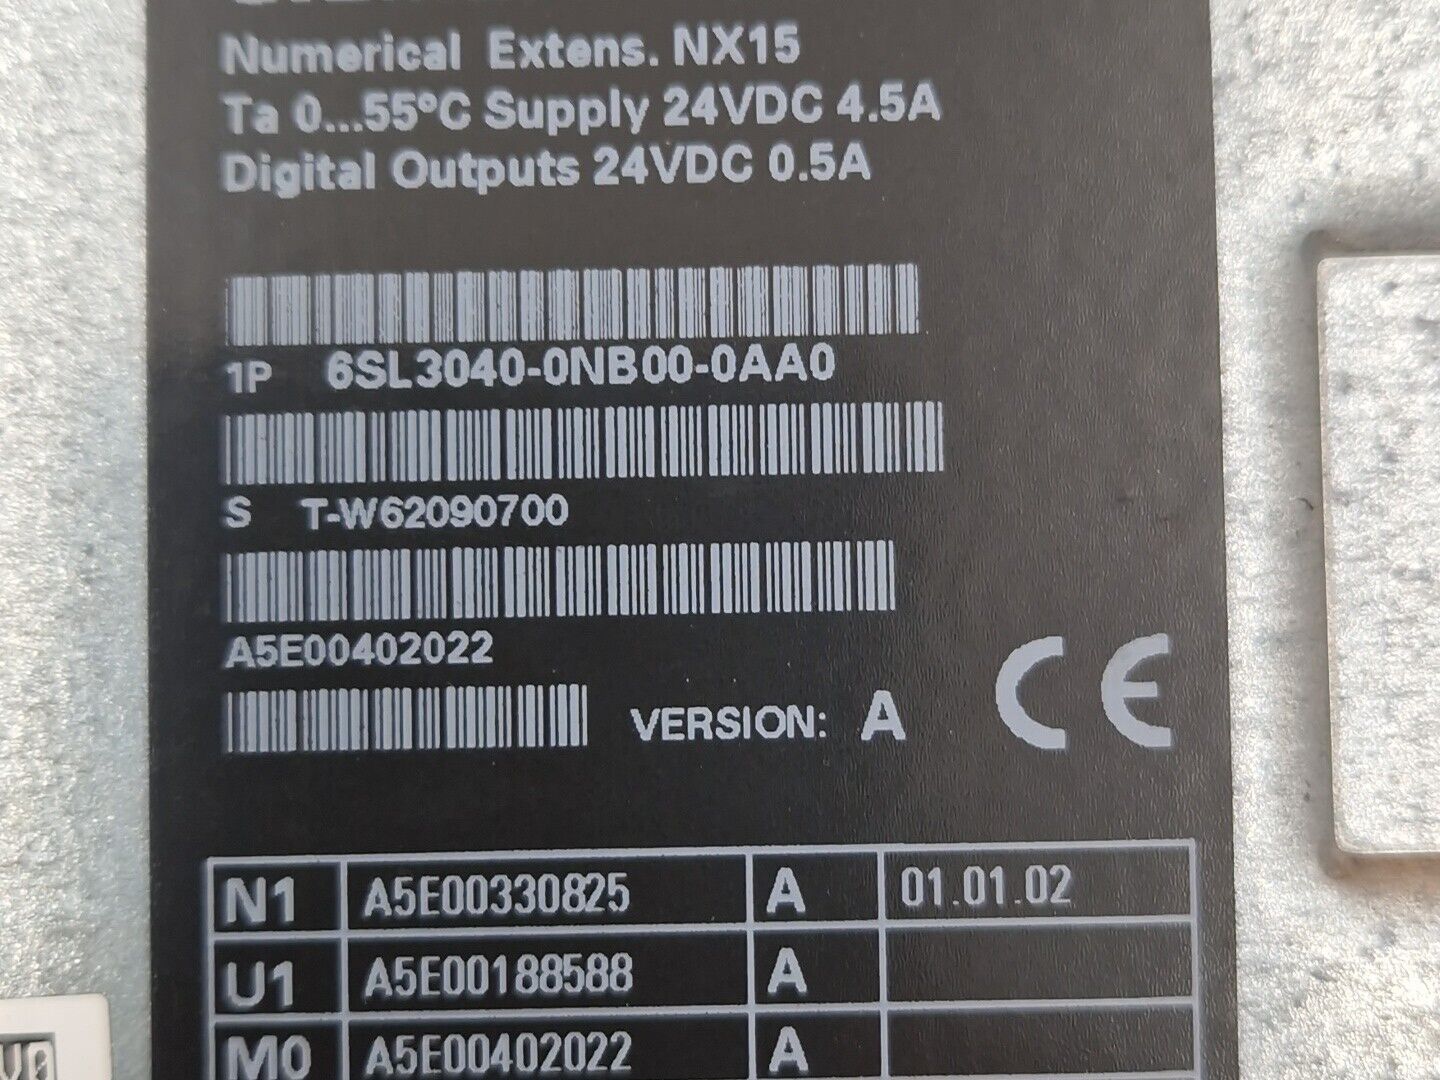 Numerical Extens. NX15
Ta 0...55°C Supply 24VDC 4.5A
Digital Outputs 24VDC 0.5A
1P 6SL3040-0NB00-0AA0
S T-W62090700
A5E00402022
VERSION: A CE
N1 A5E00330825 A 01.01.02
U1 A5E00188588 A
M0 A5E00402022 A